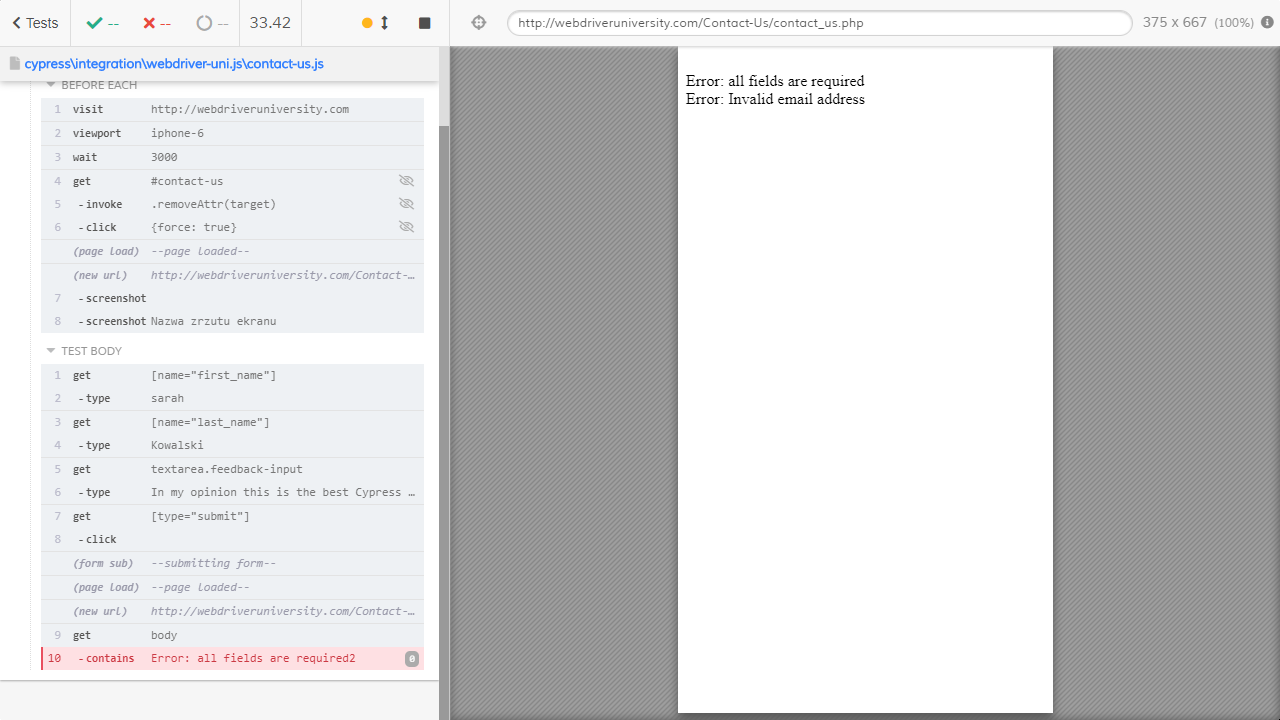 Tests
--
--
--
33.42
http://webdriveruniversity.com/Contact-Us/contact_us.php
375 x 667 (100%)
cypress\integration\webdriver-uni.js\contact-us.js
BEFORE EACH
1 visit http://webdriveruniversity.com
2 viewport iphone-6
3 wait 3000
4 get #contact-us
5 -invoke .removeAttr(target)
6 -click {force: true}
(page load) --page loaded--
(new url) http://webdriveruniversity.com/Contact-…
7 -screenshot
8 -screenshot Nazwa zrzutu ekranu
TEST BODY
1 get [name="first_name"]
2 -type sarah
3 get [name="last_name"]
4 -type Kowalski
5 get textarea.feedback-input
6 -type In my opinion this is the best Cypress …
7 get [type="submit"]
8 -click
(form sub) --submitting form--
(page load) --page loaded--
(new url) http://webdriveruniversity.com/Contact-…
9 get body
10 -contains Error: all fields are required2 0
Error: all fields are required
Error: Invalid email address